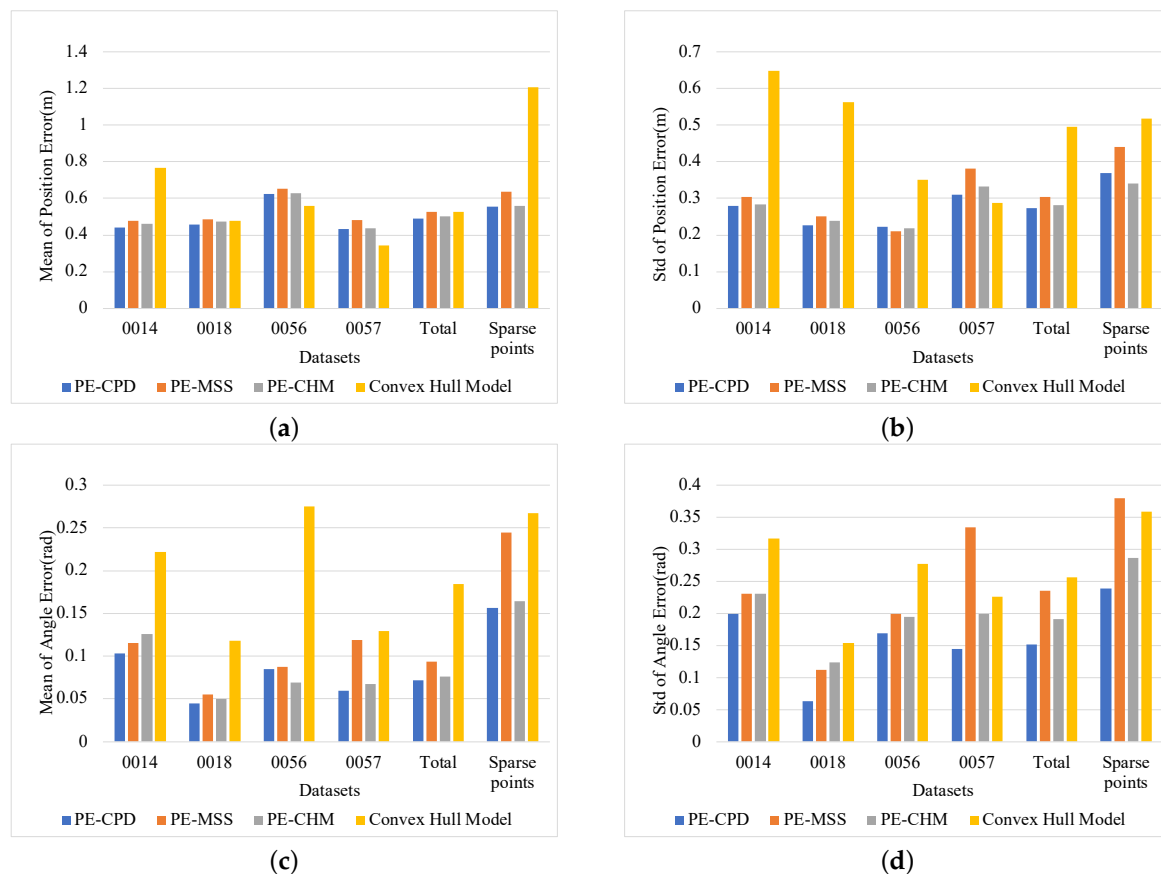 1.4
1.2
1
0.8
0.6
0.4
0.2
0
Mean of Position Error(m)
0014 0018 0056 0057 Total Sparse points
Datasets
PE-CPD PE-MSS PE-CHM Convex Hull Model
(a)
0.7
0.6
0.5
0.4
0.3
0.2
0.1
0
Std of Position Error(m)
0014 0018 0056 0057 Total Sparse points
Datasets
PE-CPD PE-MSS PE-CHM Convex Hull Model
(b)
0.3
0.25
0.2
0.15
0.1
0.05
0
Mean of Angle Error(rad)
0014 0018 0056 0057 Total Sparse points
Datasets
PE-CPD PE-MSS PE-CHM Convex Hull Model
(c)
0.4
0.35
0.3
0.25
0.2
0.15
0.1
0.05
0
Std of Angle Error(rad)
0014 0018 0056 0057 Total Sparse points
Datasets
PE-CPD PE-MSS PE-CHM Convex Hull Model
(d)